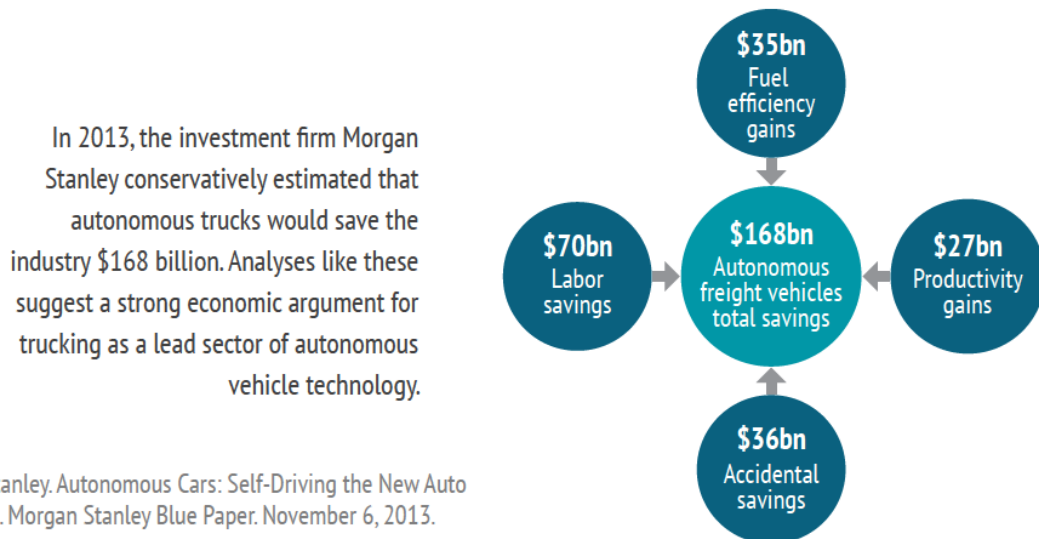 In 2013, the investment firm Morgan
Stanley conservatively estimated that
autonomous trucks would save the
industry $168 billion. Analyses like these
suggest a strong economic argument for
trucking as a lead sector of autonomous
vehicle technology.
$35bn
Fuel
efficiency
gains
$70bn
Labor
savings
$168bn
Autonomous
freight vehicles
total savings
$27bn
Productivity
gains
$36bn
Accidental
savings
anley. Autonomous Cars: Self-Driving the New Auto
. Morgan Stanley Blue Paper. November 6, 2013.